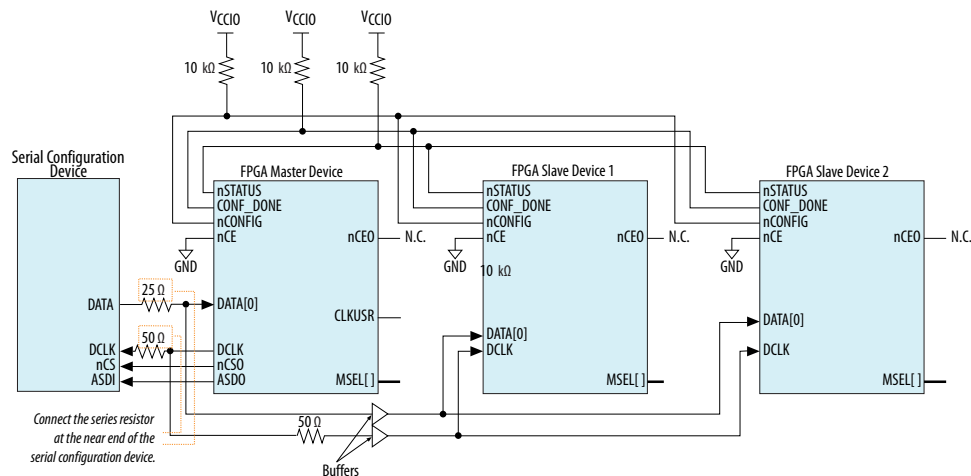 VCCIO
VCCIO
VCCIO
10 kΩ
10 kΩ
10 kΩ
Serial Configuration
Device
DATA
DCLK
nCS
ASDI
25 Ω
50 Ω
Connect the series resistor
at the near end of the
serial configuration device.
FPGA Master Device
nSTATUS
CONF_DONE
nCONFIG
nCE
GND
nCEO
N.C.
DATA[0]
CLKUSR
DCLK
nCSO
ASDO
MSEL[ ]
50 Ω
Buffers
FPGA Slave Device 1
nSTATUS
CONF_DONE
nCONFIG
nCE
GND
10 kΩ
nCEO
N.C.
DATA[0]
DCLK
MSEL[ ]
FPGA Slave Device 2
nSTATUS
CONF_DONE
nCONFIG
nCE
GND
nCEO
N.C.
DATA[0]
DCLK
MSEL[ ]